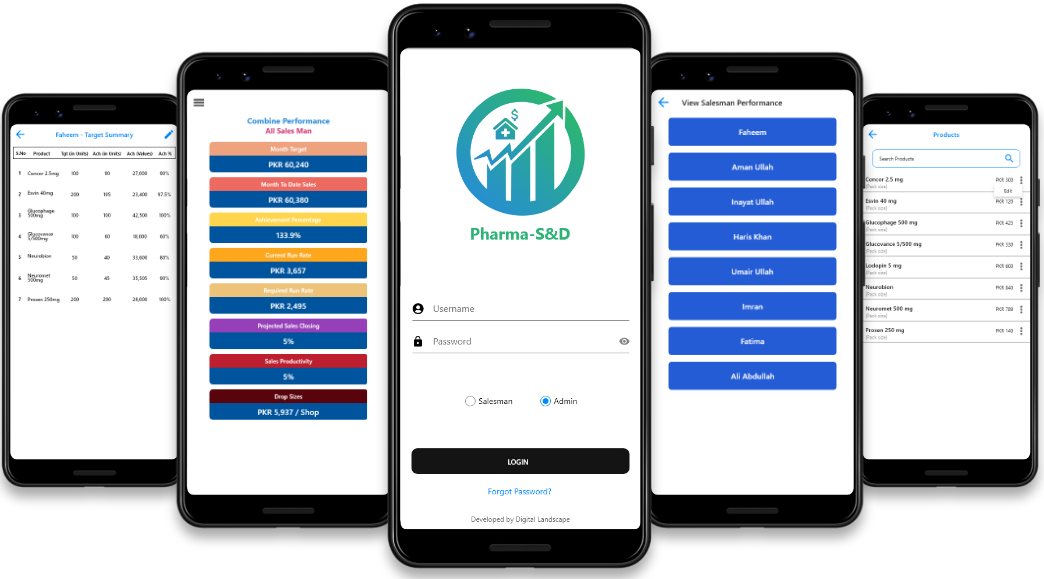 Faheem - Target Summary
S.No Product Tgt (in Units) Ach (in Units) Ach (Values) Ach %
1 Concor 2.5mg 100 90 27,000 90%
2 Esvin 40mg 200 195 23,400 97.5%
3 Glucophage 500mg 100 100 42,500 100%
4 Glucovance 5/500mg 100 60 18,000 60%
5 Neurobion 50 40 33,600 80%
6 Neuromet 500mg 50 45 35,305 90%
7 Proxen 250mg 200 200 28,000 100%
Combine Performance
All Sales Man
Month Target
PKR 60,240
Month To Date Sales
PKR 60,380
Achievement Percentage
133.9%
Current Run Rate
PKR 3,657
Required Run Rate
PKR 2,495
Projected Sales Closing
5%
Sales Productivity
5%
Drop Sizes
PKR 5,937 / Shop
$
Pharma-S&D
Username
Password
Salesman Admin
LOGIN
Forgot Password?
Developed by Digital Landscape
View Salesman Performance
Faheem
Aman Ullah
Inayat Ullah
Haris Khan
Umair Ullah
Imran
Fatima
Ali Abdullah
Products
Search Products
Concor 2.5 mg PKR 300
(Pack size)
Edit
Esvin 40 mg PKR 120
(Pack size)
Glucophage 500 mg PKR 425
(Pack size)
Glucovance 5/500 mg PKR 330
(Pack size)
Lodopin 5 mg PKR 600
(Pack size)
Neurobion PKR 840
(Pack size)
Neuromet 500 mg PKR 789
(Pack size)
Proxen 250 mg PKR 140
(Pack size)